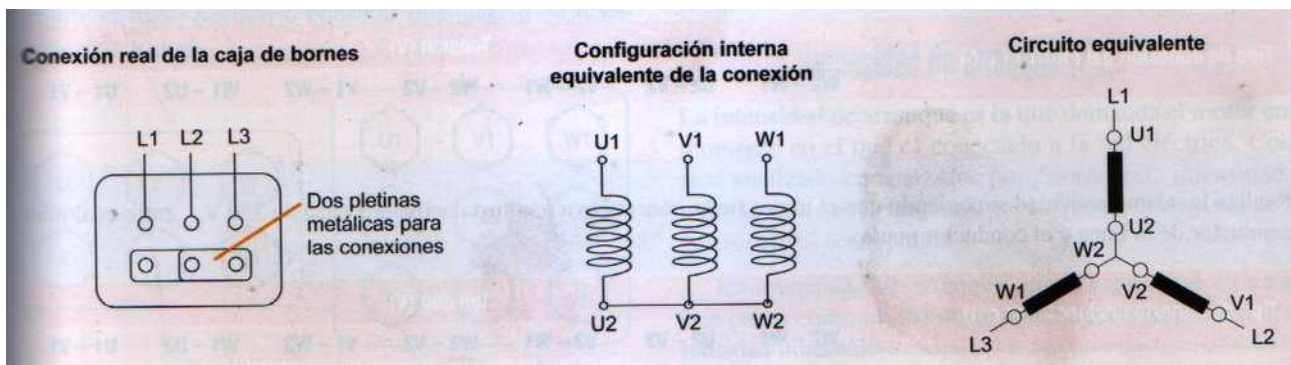 Conexión real de la caja de bornes
L1 L2 L3
Dos pletinas
metálicas para
las conexiones
Configuración interna
equivalente de la conexión
U1 V1 W1
U2 V2 W2
Circuito equivalente
L1
U1
U2
W2
V2
W1
V1
L3
L2